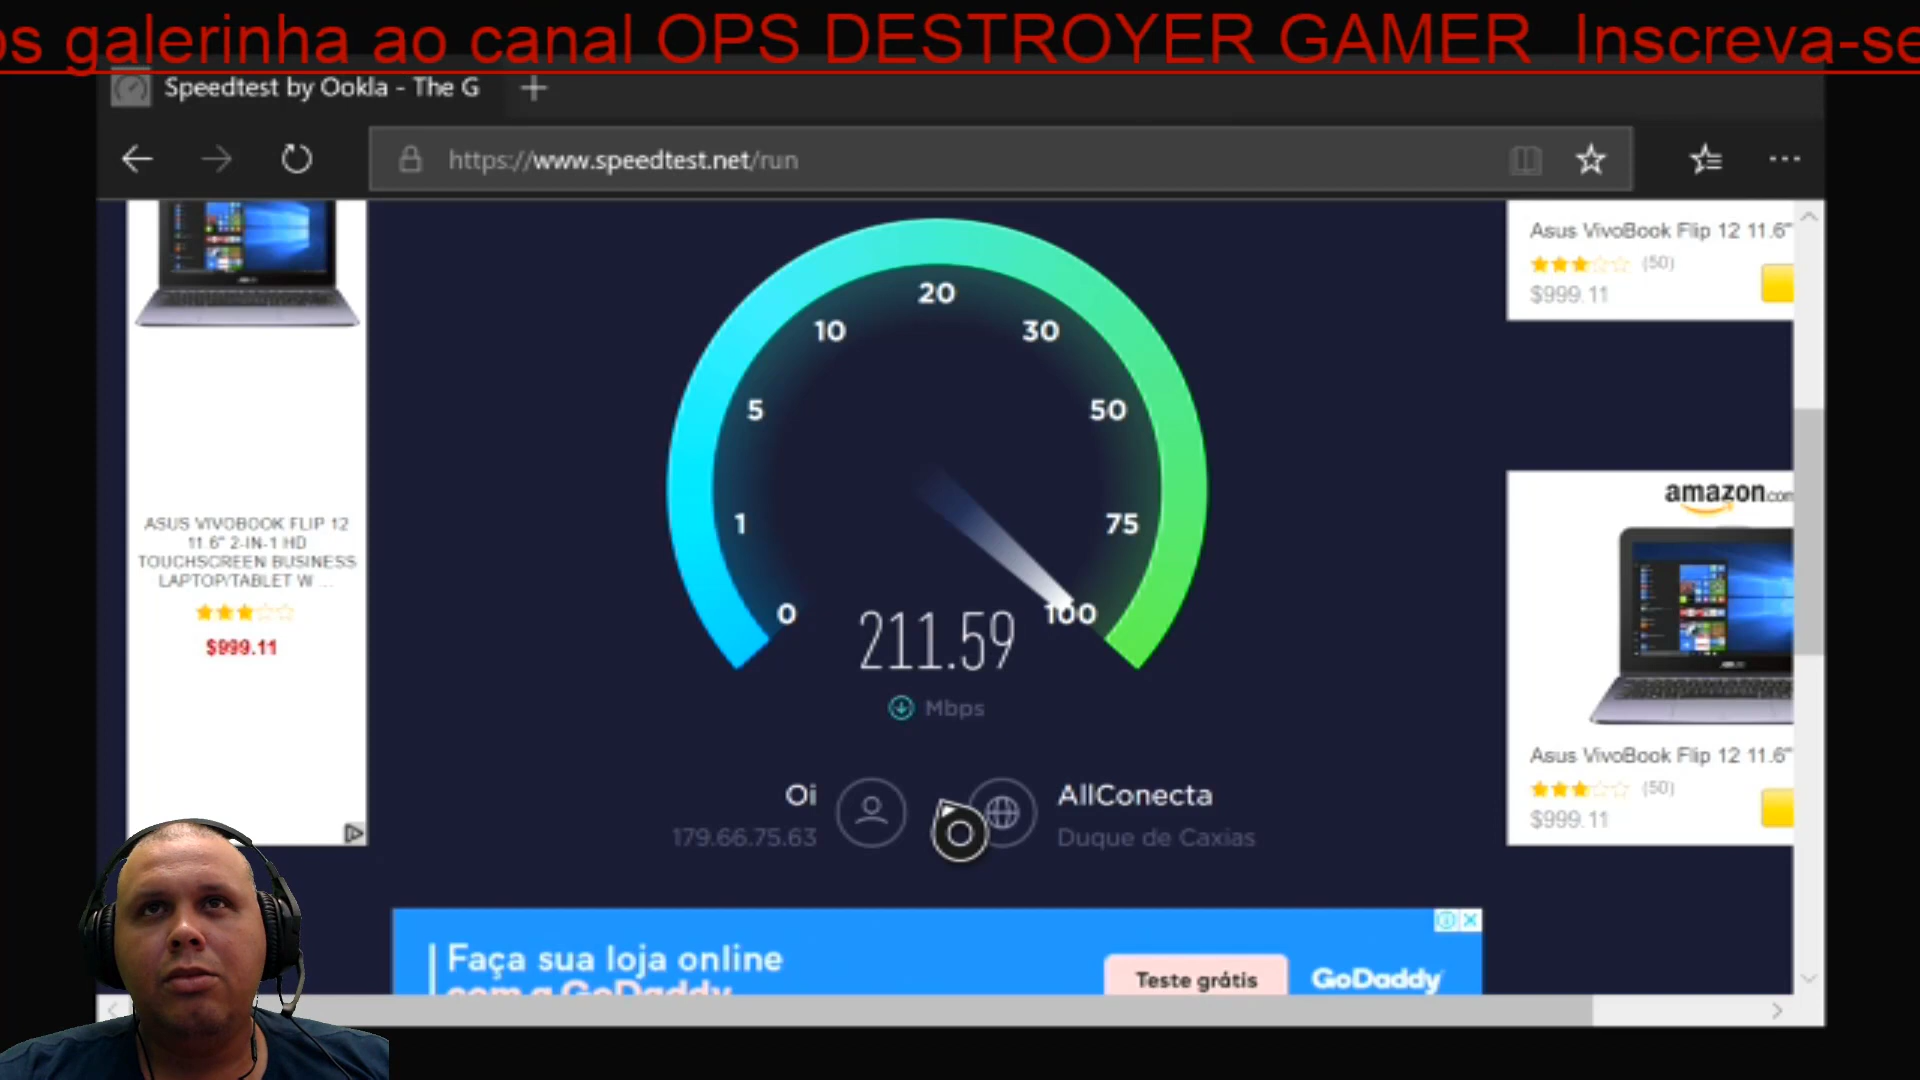 os galerinha ao canal OPS DESTROYER GAMER Inscreva-se
Speedtest by Ookla - The G
https://www.speedtest.net/run
20
10
30
5
50
1
75
0
100
211.59
Mbps
Oi
179.66.75.63
AllConecta
Duque de Caxias
ASUS VIVOBOOK FLIP 12
11.6" 2-IN-1 HD
TOUCHSCREEN BUSINESS
LAPTOP/TABLET W ...
$999.11
Asus VivoBook Flip 12 11.6"
(50)
$999.11
amazon.com
Asus VivoBook Flip 12 11.6"
(50)
$999.11
Faça sua loja online
com a GoDaddy
Teste grátis
GoDaddy